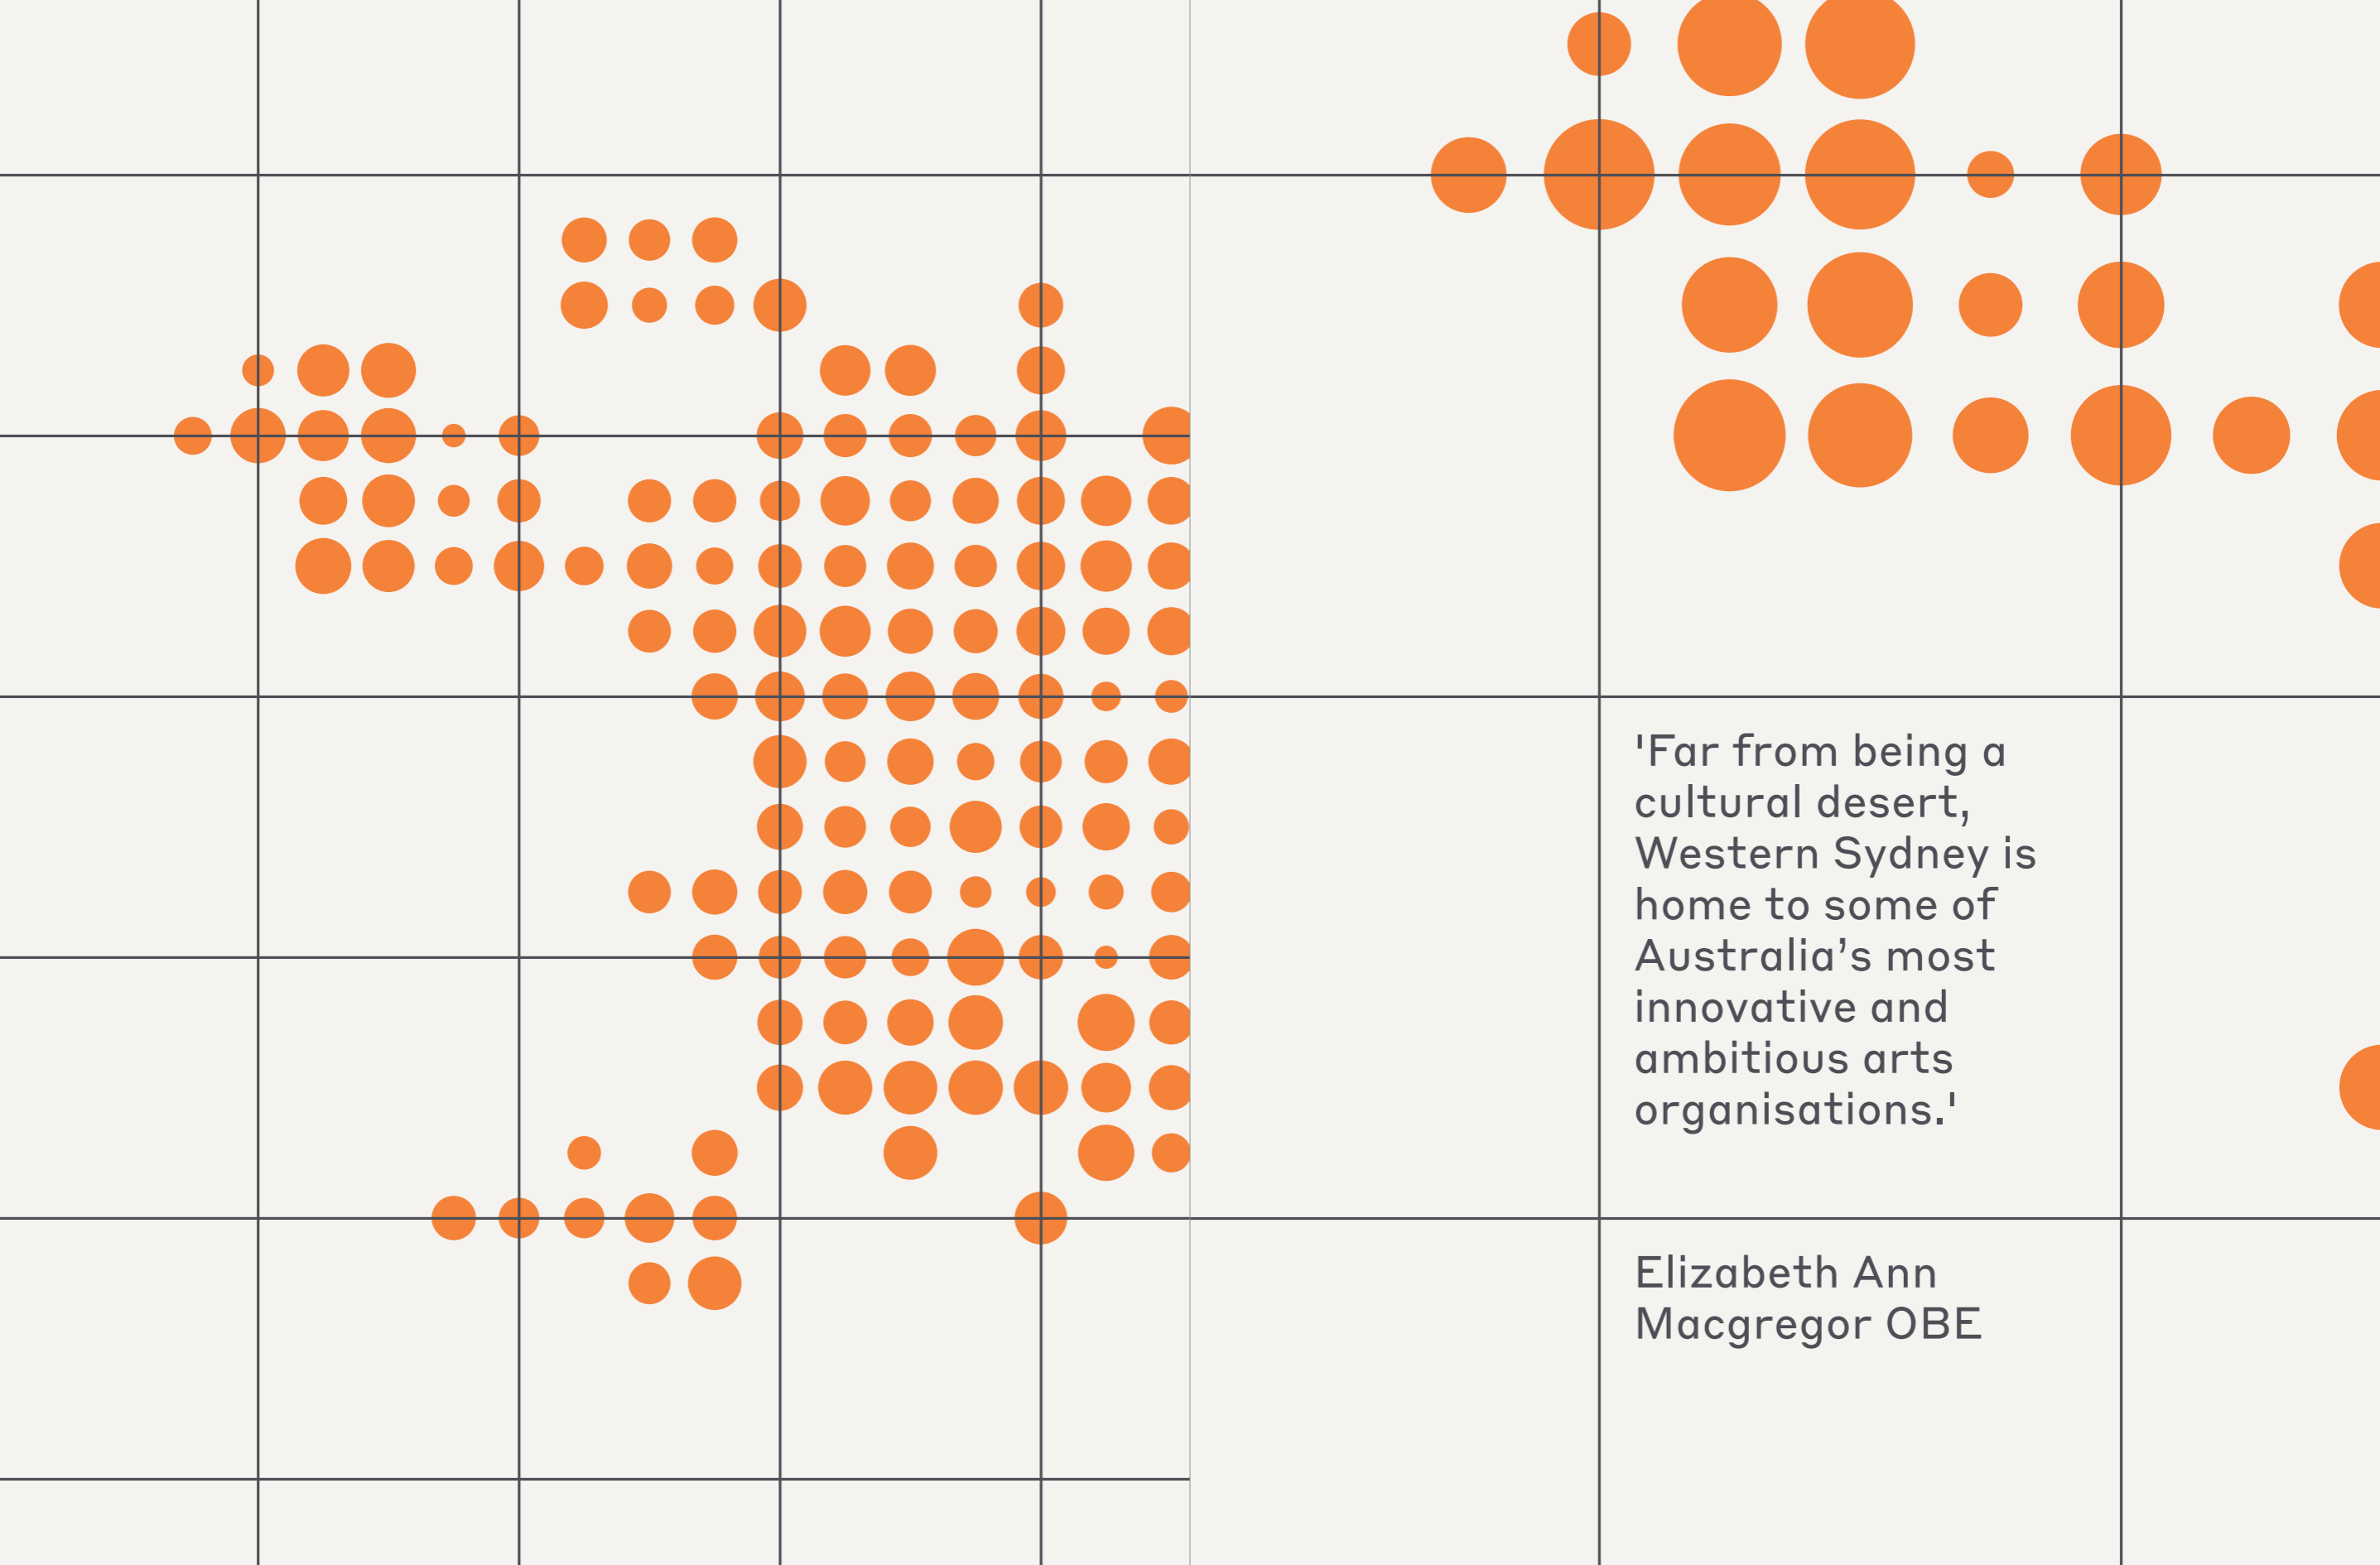 'Far from being a
cultural desert,
Western Sydney is
home to some of
Australia’s most
innovative and
ambitious arts
organisations.'
Elizabeth Ann
Macgregor OBE